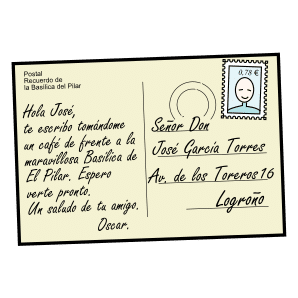 Postal
Recuerdo de
la Basílica del Pilar
Hola José,
te escribo tomándome
un café de frente a la
maravillosa Basílica de
El Pilar. Espero
verte pronto.
Un saludo de tu amigo.
Oscar.
0,78 €
Señor Don
José García Torres
Av. de los Toreros 16
Logroño